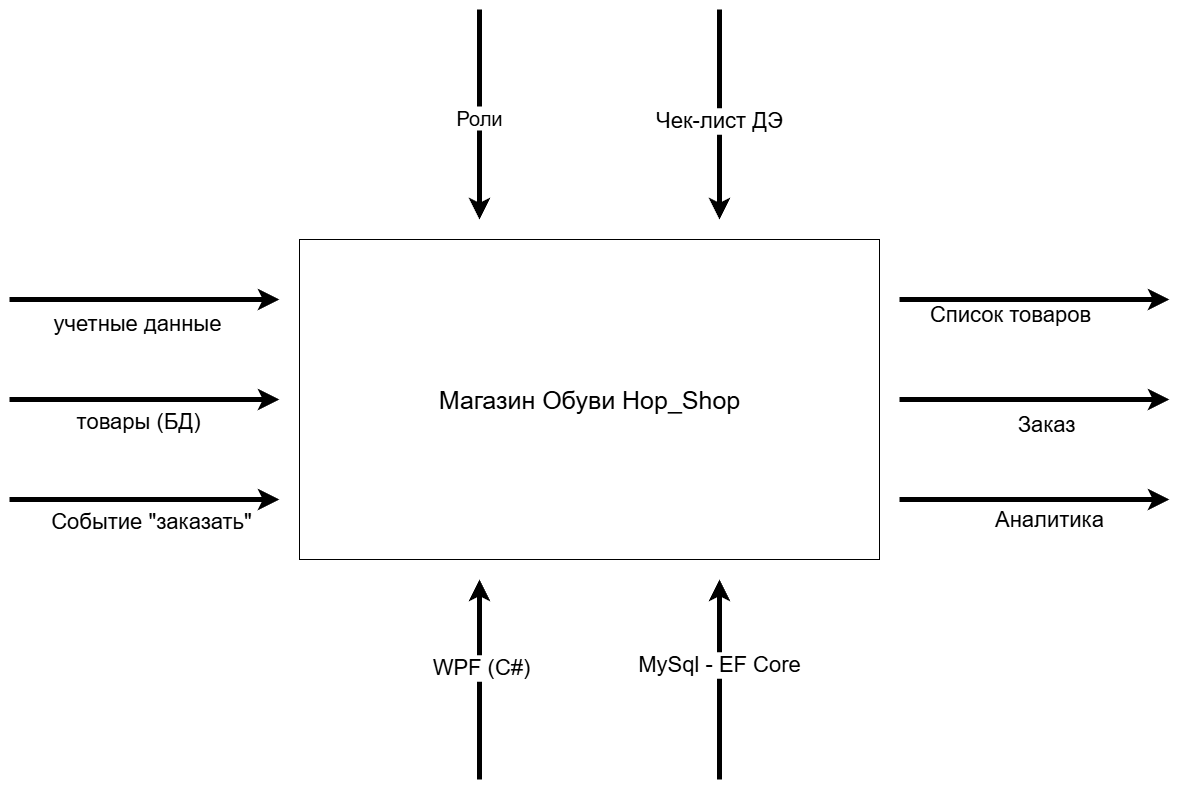 Роли
Чек-лист ДЭ
учетные данные
Список товаров
Магазин Обуви Hop_Shop
товары (БД)
Заказ
Событие "заказать"
Аналитика
WPF (C#)
MySql - EF Core